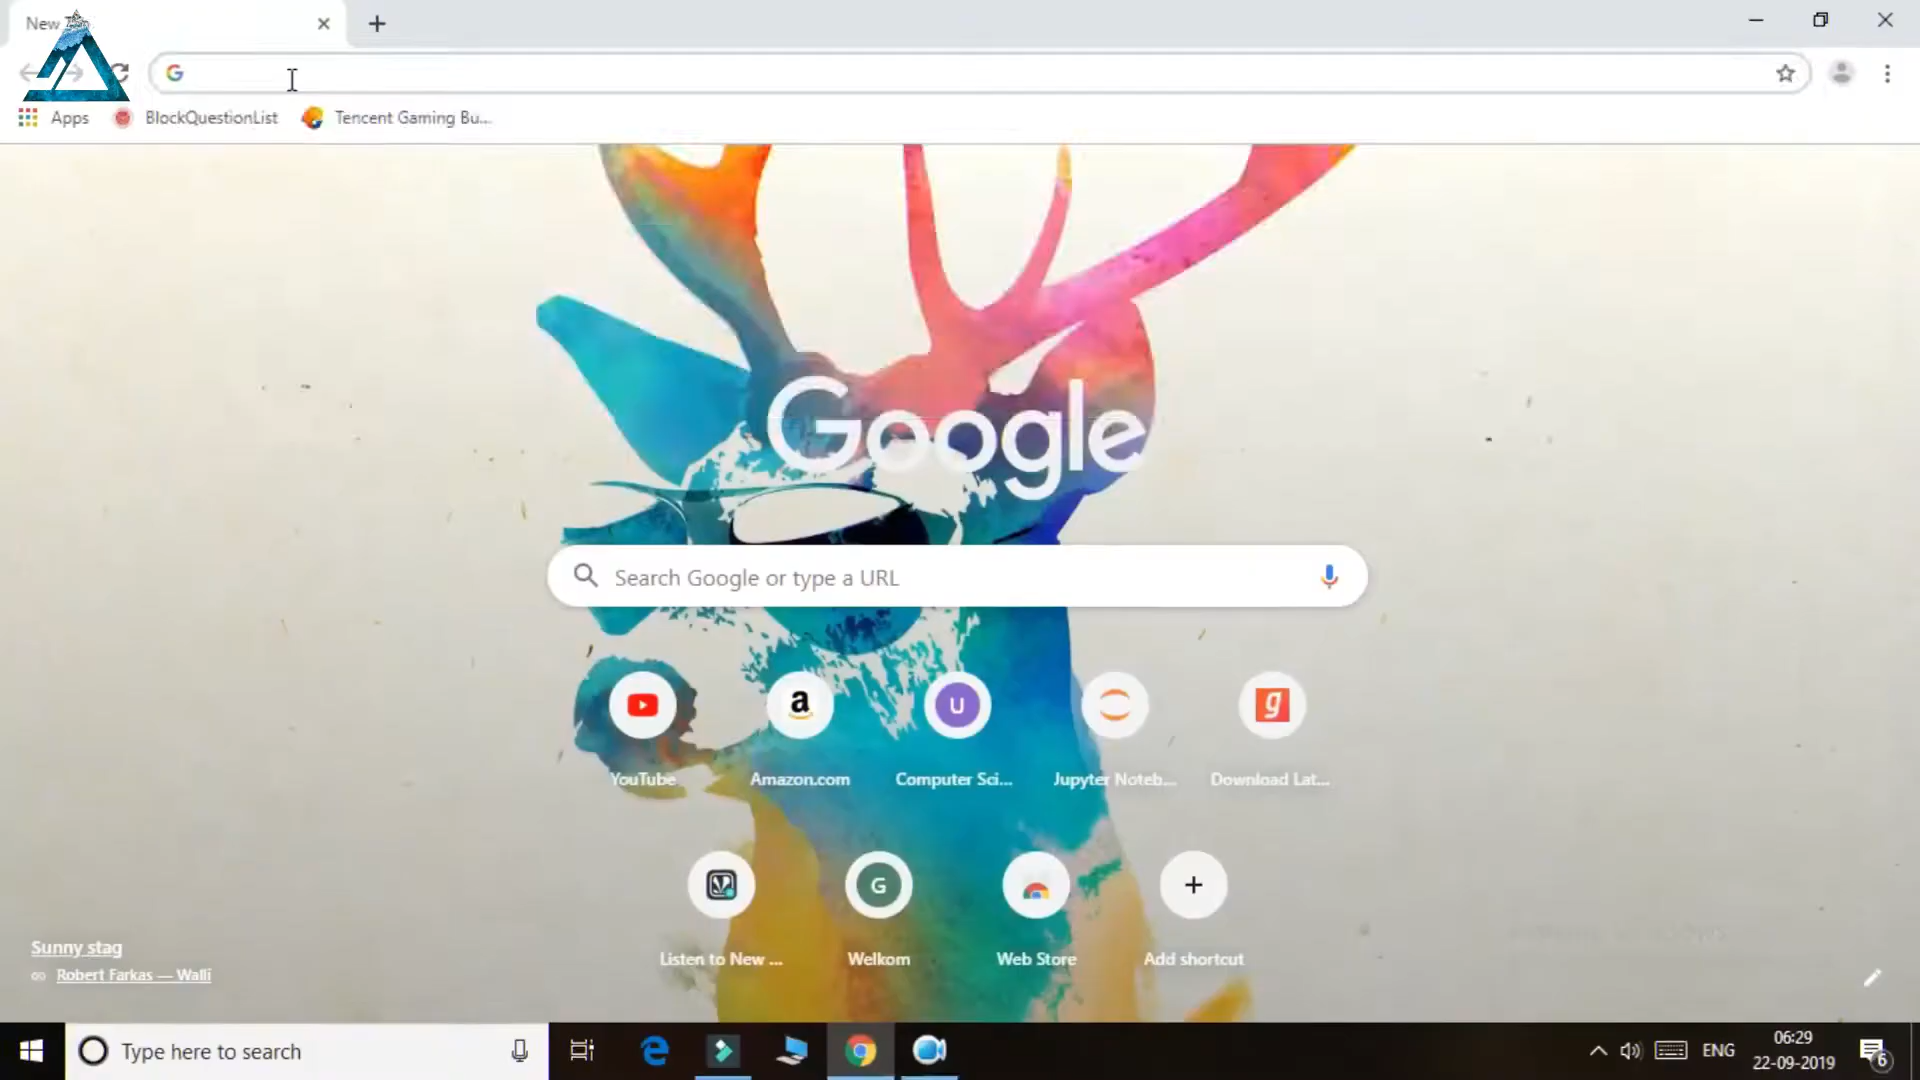 New
Apps
BlockQuestionList
Tencent Gaming Bu...
Google
Search Google or type a URL
YouTube
Amazon.com
Computer Sci...
Jupyter Noteb...
Download Lat...
Listen to New ...
Welkom
Web Store
Add shortcut
Sunny stag
Robert Farkas — Walli
Type here to search
ENG
06:29
22-09-2019
6